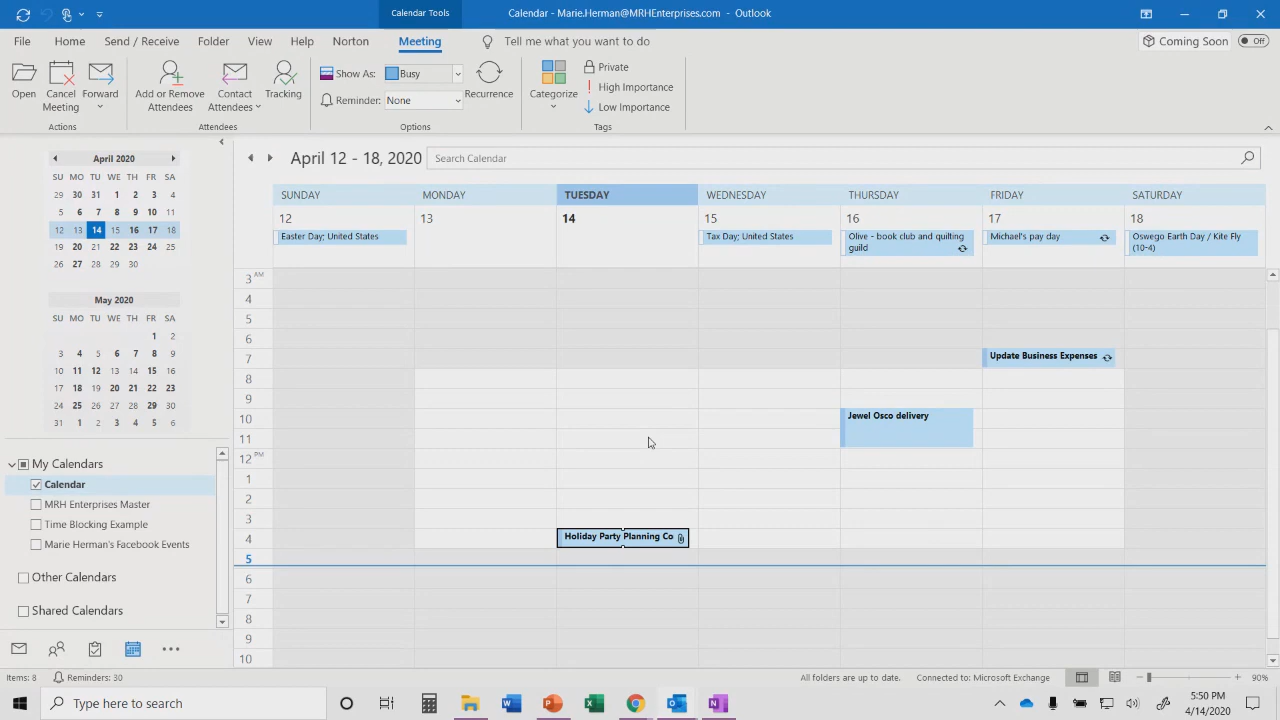 Calendar Tools
Calendar - Marie.Herman@MRHEnterprises.com - Outlook
File Home Send / Receive Folder View Help Norton Meeting Tell me what you want to do
Coming Soon Off
Open
Cancel Meeting
Forward
Actions
Add or Remove Attendees
Contact Attendees
Tracking
Attendees
Show As: Busy
Reminder: None
Recurrence
Options
Categorize
Private
High Importance
Low Importance
Tags
April 2020
SU MO TU WE TH FR SA
29 30 31 1 2 3 4
5 6 7 8 9 10 11
12 13 14 15 16 17 18
19 20 21 22 23 24 25
26 27 28 29 30
May 2020
SU MO TU WE TH FR SA
1 2
3 4 5 6 7 8 9
10 11 12 13 14 15 16
17 18 19 20 21 22 23
24 25 26 27 28 29 30
31 1 2 3 4 5 6
My Calendars
Calendar
MRH Enterprises Master
Time Blocking Example
Marie Herman's Facebook Events
Other Calendars
Shared Calendars
April 12 - 18, 2020
Search Calendar
SUNDAY MONDAY TUESDAY WEDNESDAY THURSDAY FRIDAY SATURDAY
12 13 14 15 16 17 18
Easter Day; United States
Tax Day; United States
Olive - book club and quilting
guild
Michael's pay day
Oswego Earth Day / Kite Fly
(10-4)
3 AM
4
5
6
7 Update Business Expenses
8
9
10 Jewel Osco delivery
11
12 PM
1
2
3
4 Holiday Party Planning Co
5
6
7
8
9
10
Items: 8 Reminders: 30
All folders are up to date. Connected to: Microsoft Exchange 90%
Type here to search
5:50 PM
4/14/2020